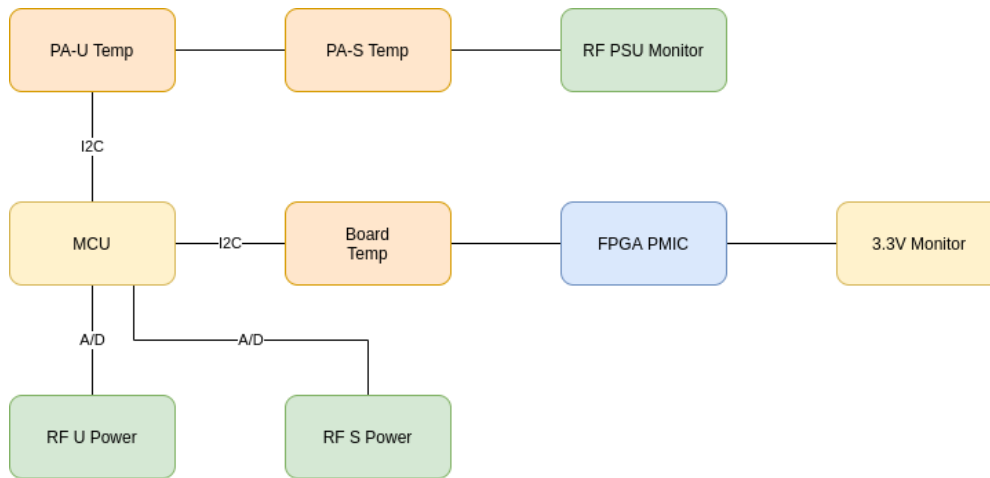 PA-U Temp
PA-S Temp
RF PSU Monitor
I2C
MCU
I2C
Board
Temp
FPGA PMIC
3.3V Monitor
A/D
A/D
RF U Power
RF S Power